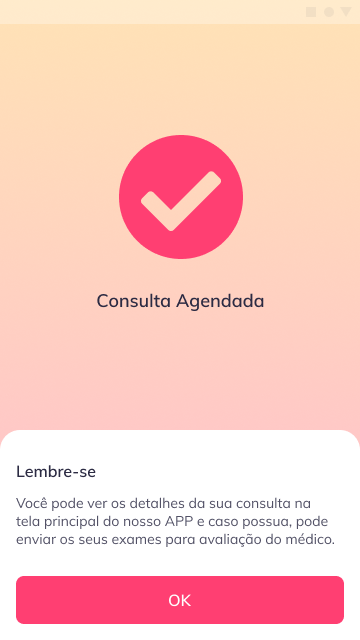 Consulta Agendada
Lembre-se
Você pode ver os detalhes da sua consulta na
tela principal do nosso APP e caso possua, pode
enviar os seus exames para avaliação do médico.
OK